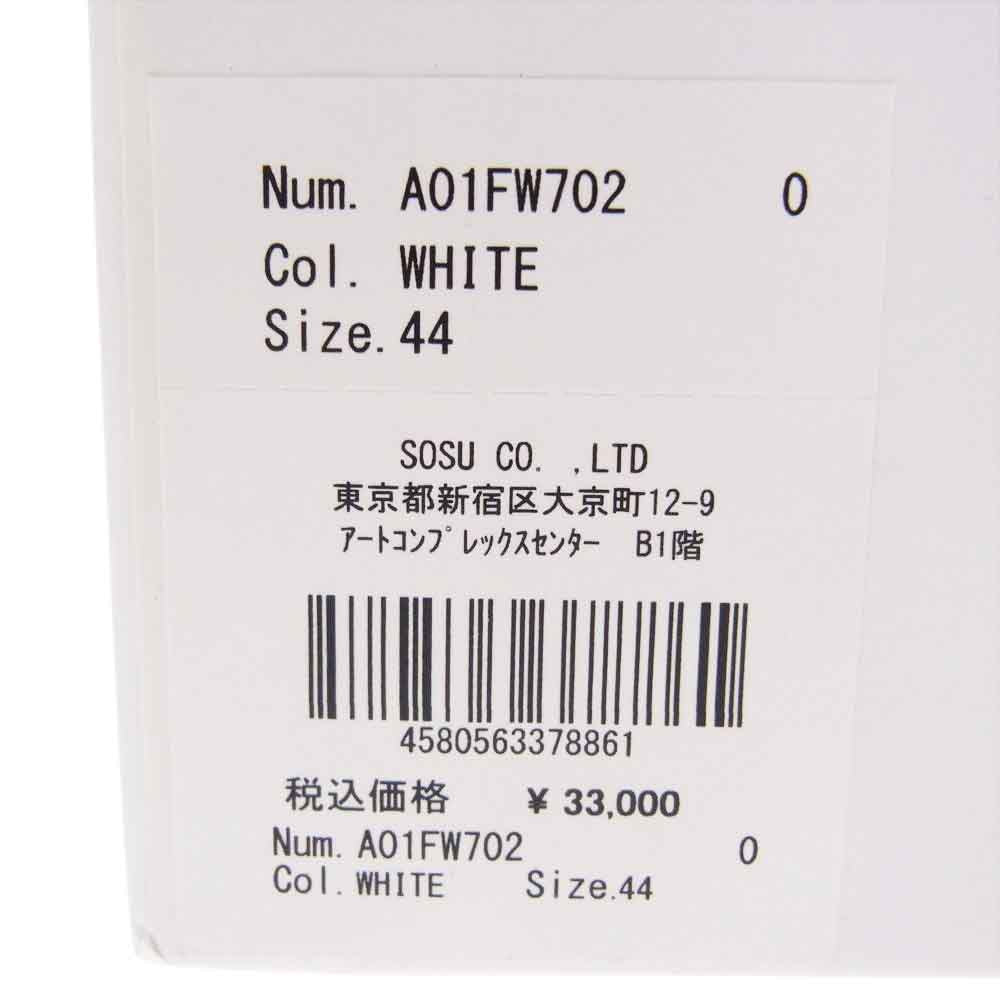 Num. A01FW702 0
Col. WHITE
Size. 44
SOSU CO. ,LTD
東京都新宿区大京町12-9
ｱｰﾄｺﾝﾌﾟﾚｯｸｽｾﾝﾀｰ B1階
4580563378861
税込価格 ¥ 33,000
Num. A01FW702 0
Col. WHITE Size. 44